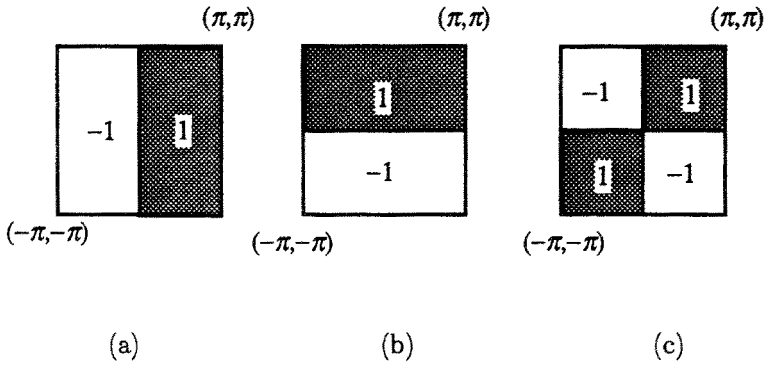 (π,π) (π,π) (π,π)
-1 1 1 -1 1
-1 1 -1
(-π,-π) (-π,-π) (-π,-π)
(a) (b) (c)